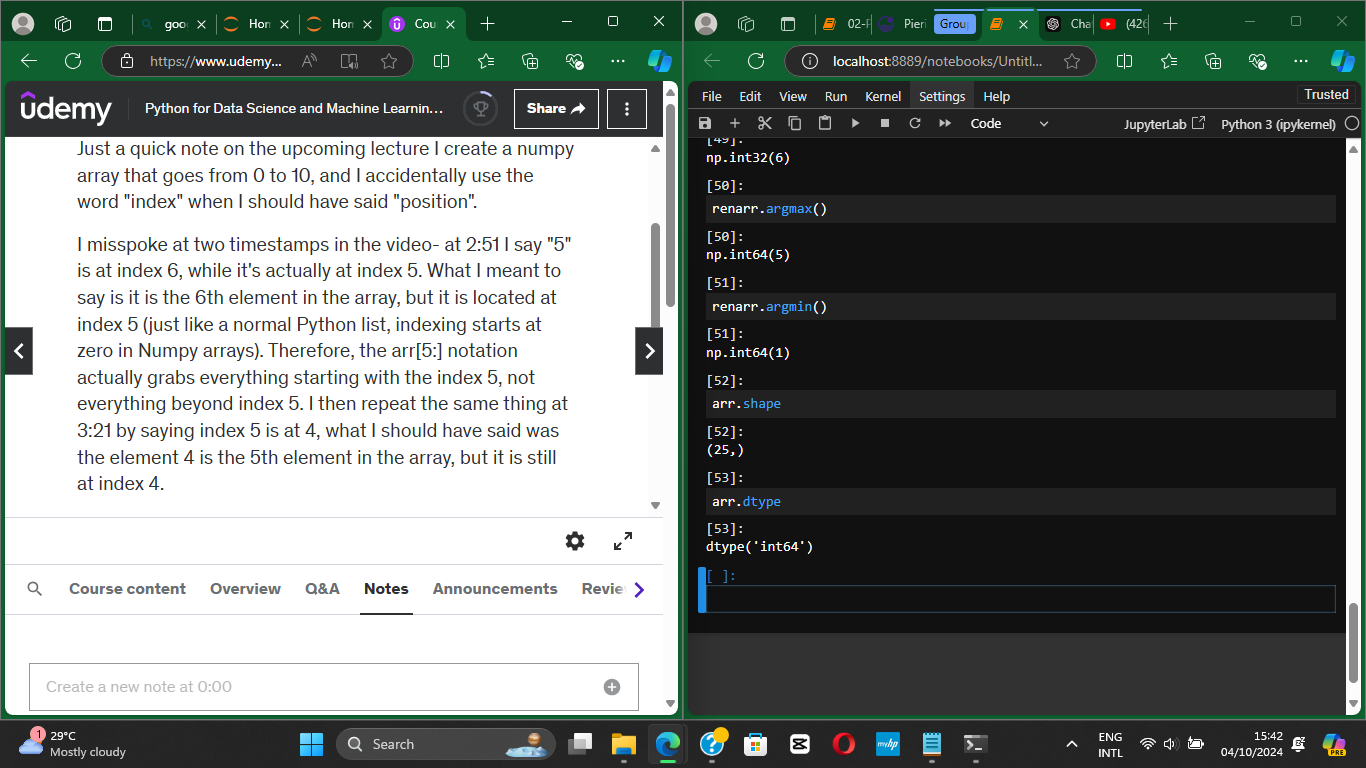 goo
Hor
Hor
Cou
https://www.udemy...
ûdemy
Python for Data Science and Machine Learnin...
Share
Just a quick note on the upcoming lecture I create a numpy
array that goes from 0 to 10, and I accidentally use the
word "index" when I should have said "position".
I misspoke at two timestamps in the video- at 2:51 I say "5"
is at index 6, while it's actually at index 5. What I meant to
say is it is the 6th element in the array, but it is located at
index 5 (just like a normal Python list, indexing starts at
zero in Numpy arrays). Therefore, the arr[5:] notation
actually grabs everything starting with the index 5, not
everything beyond index 5. I then repeat the same thing at
3:21 by saying index 5 is at 4, what I should have said was
the element 4 is the 5th element in the array, but it is still
at index 4.
Course content
Overview
Q&A
Notes
Announcements
Revie
Create a new note at 0:00
02-
Pieri
Group
Cha
(426
localhost:8889/notebooks/Untitl...
File Edit View Run Kernel Settings Help
Trusted
Code
JupyterLab
Python 3 (ipykernel)
[49]:
np.int32(6)
[50]:
renarr.argmax()
[50]:
np.int64(5)
[51]:
renarr.argmin()
[51]:
np.int64(1)
[52]:
arr.shape
[52]:
(25,)
[53]:
arr.dtype
[53]:
dtype('int64')
[ ]:
1
29°C
Mostly cloudy
Search
myhp
ENG
INTL
15:42
04/10/2024
PRE